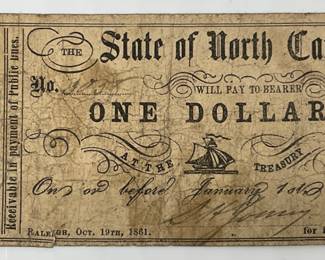 Receivable in payment of Public Dues.
THE State of North Ca
No.
WILL PAY TO BEARER
ONE DOLLAR
AT THE TREASURY
On or before January 1st
RALEIGH, OCT. 19TH, 1861.
for